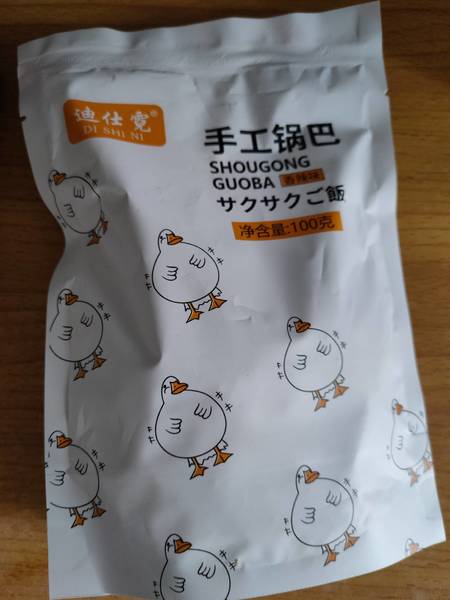 迪仕霓®
DI SHI NI
手工锅巴
SHOUGONG
GUOBA 香辣味
サクサクご飯
净含量:100克